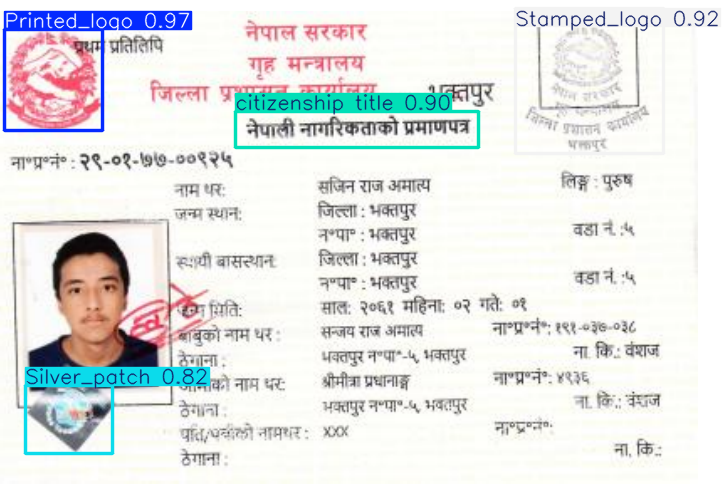 Printed_logo 0.97
Stamped_logo 0.92
प्रथम प्रतिलिपि
नेपाल सरकार
गृह मन्त्रालय
जिल्ला प्रशासन कार्यालय भक्तपुर
citizenship title 0.90
नेपाली नागरिकताको प्रमाणपत्र
नेपाल सरकार
जिल्ला प्रशासन कार्यालय
भक्तपुर
ना॰प्र॰नं॰ : २९-०१-७७-००९२५
नाम थर: सजिन राज अमात्य लिङ्ग : पुरुष
जन्म स्थान: जिल्ला : भक्तपुर
न॰पा॰ : भक्तपुर वडा नं. :५
स्थायी बासस्थान: जिल्ला : भक्तपुर
न॰पा॰ : भक्तपुर वडा नं. :५
जन्म मिति: साल: २०६१ महिना: ०२ गते: ०१
बाबुको नाम थर : सन्जय राज अमात्य ना॰प्र॰नं॰: १९१-०३७-०३८
ठेगाना : भक्तपुर न॰पा॰-५, भक्तपुर ना. कि.: वंशज
Silver_patch 0.82
आमाको नाम थर: श्रीमीत्रा प्रधानाङ्ग ना॰प्र॰नं॰: ४९३६
ठेगाना : भक्तपुर न॰पा॰-५, भक्तपुर ना. कि.: वंशज
पति/पत्नीको नामथर : XXX ना॰प्र॰नं॰:
ठेगाना : ना. कि.: